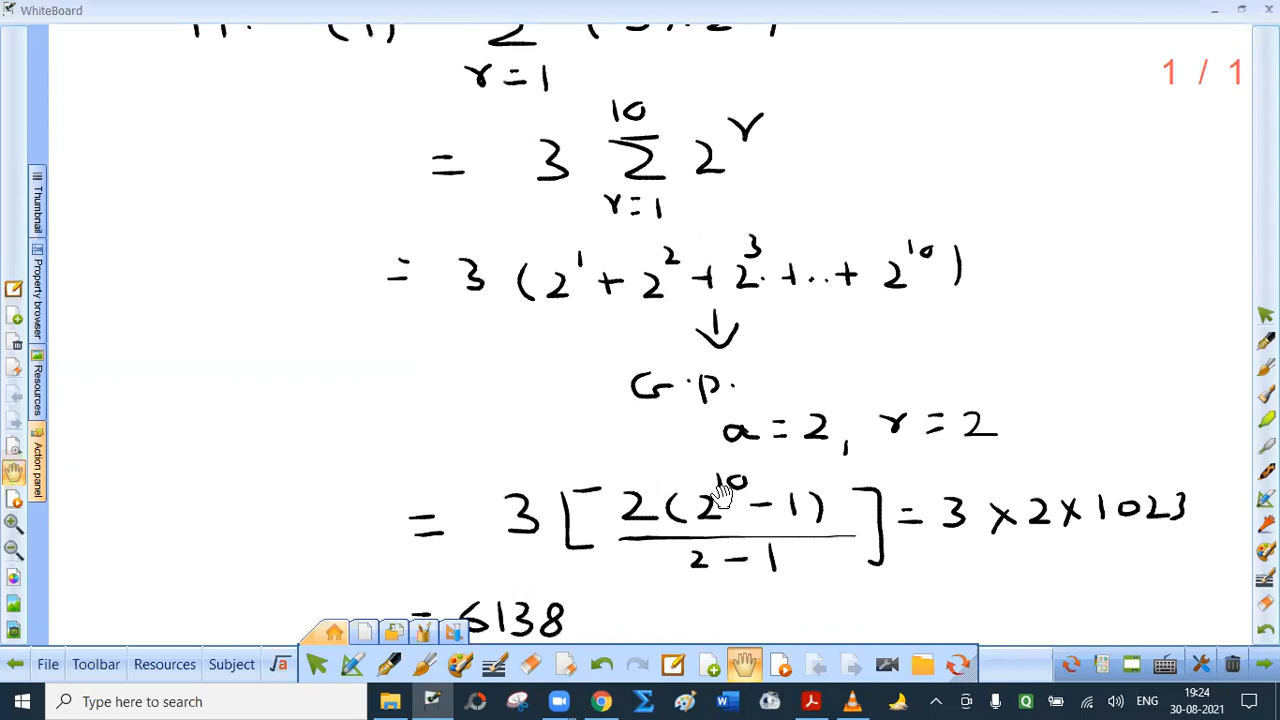 WhiteBoard
r = 1
1 / 1
= 3 10 Σ r=1 2^r
= 3 (2^1 + 2^2 + 2^3 + .. + 2^10)
↓
G.p.
a = 2, r = 2
= 3 [ 2(2^10 - 1) / 2 - 1 ] = 3 × 2 × 1023
= 6138
Thumbnail
Property browser
Resources
Action panel
File Toolbar Resources Subject √a
Type here to search
ENG
19:24
30-08-2021